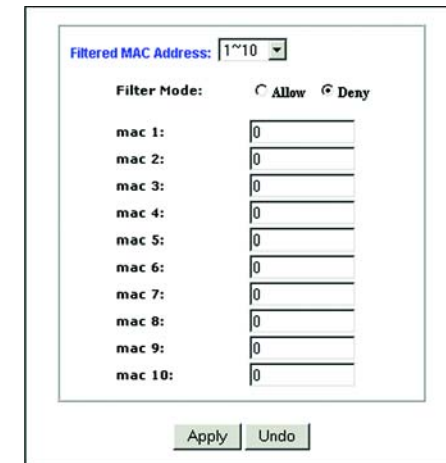 Filtered MAC Address: 1~10
Filter Mode: Allow Deny
mac 1: 0
mac 2: 0
mac 3: 0
mac 4: 0
mac 5: 0
mac 6: 0
mac 7: 0
mac 8: 0
mac 9: 0
mac 10: 0
Apply Undo